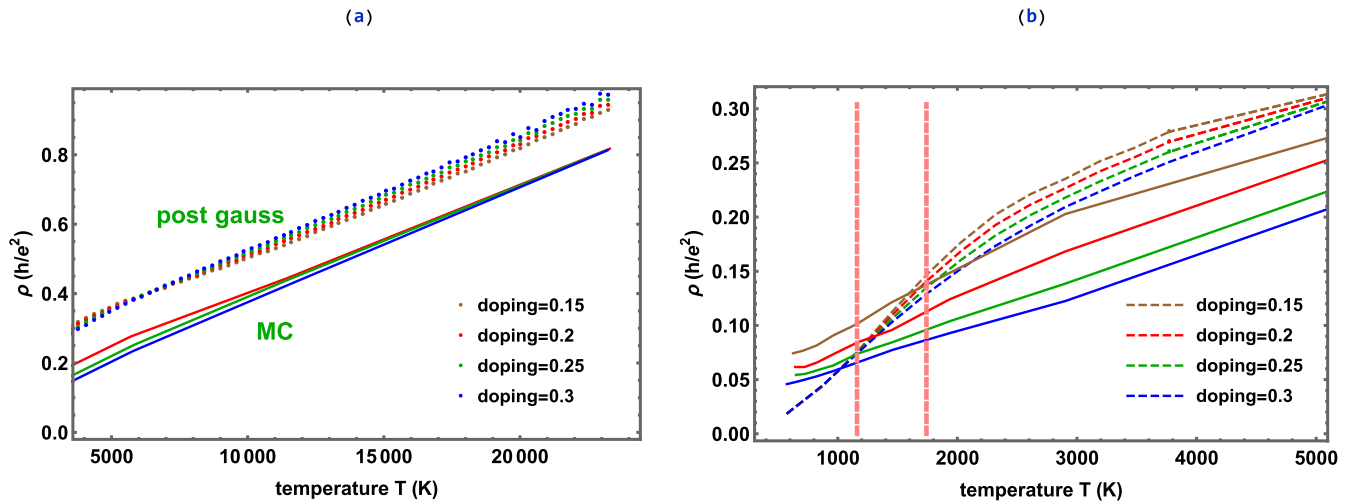 (a)
ρ (h/e²)
0.8
0.6
0.4
0.2
0.0
post gauss
MC
doping=0.15
doping=0.2
doping=0.25
doping=0.3
5000
10 000
15 000
20 000
temperature T (K)
(b)
ρ (h/e²)
0.30
0.25
0.20
0.15
0.10
0.05
0.00
doping=0.15
doping=0.2
doping=0.25
doping=0.3
1000
2000
3000
4000
5000
temperature T (K)